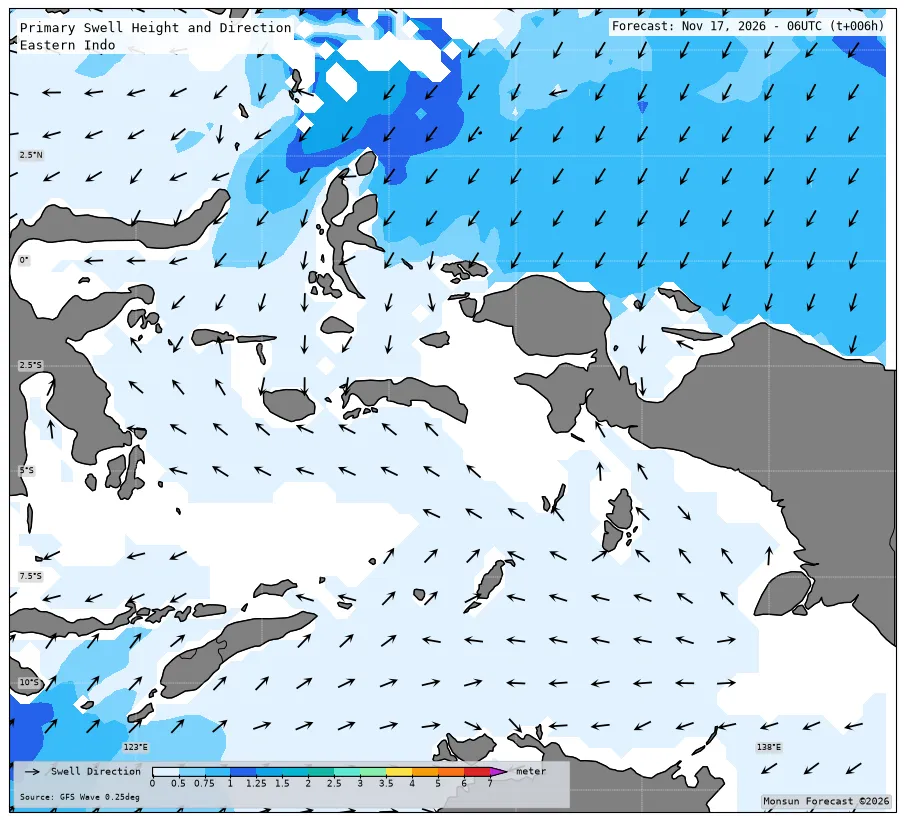 Primary Swell Height and Direction
Eastern Indo
Forecast: Nov 17, 2026 - 06UTC (t+006h)
2.5°N
0°
2.5°S
5°S
7.5°S
10°S
123°E
138°E
Swell Direction
0 0.5 0.75 1 1.25 1.5 2 2.5 3 3.5 4 5 6 7
meter
Source: GFS Wave 0.25deg
Monsun Forecast ©2026